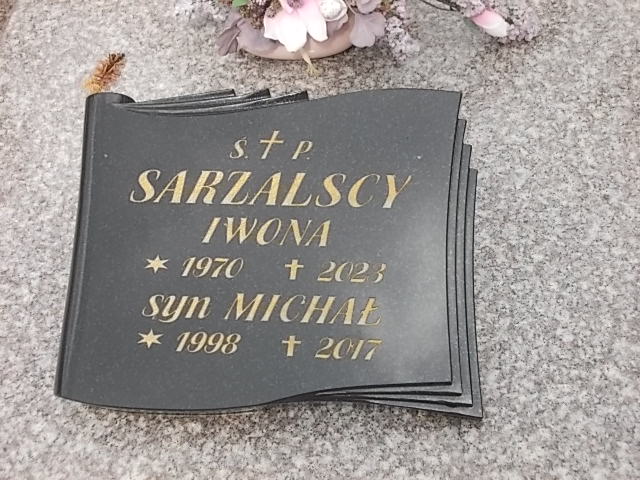 Ś. ✝ P.
SARZALSCY
IWONA
✶ 1970 ✝ 2023
syn MICHAŁ
✶ 1998 ✝ 2017